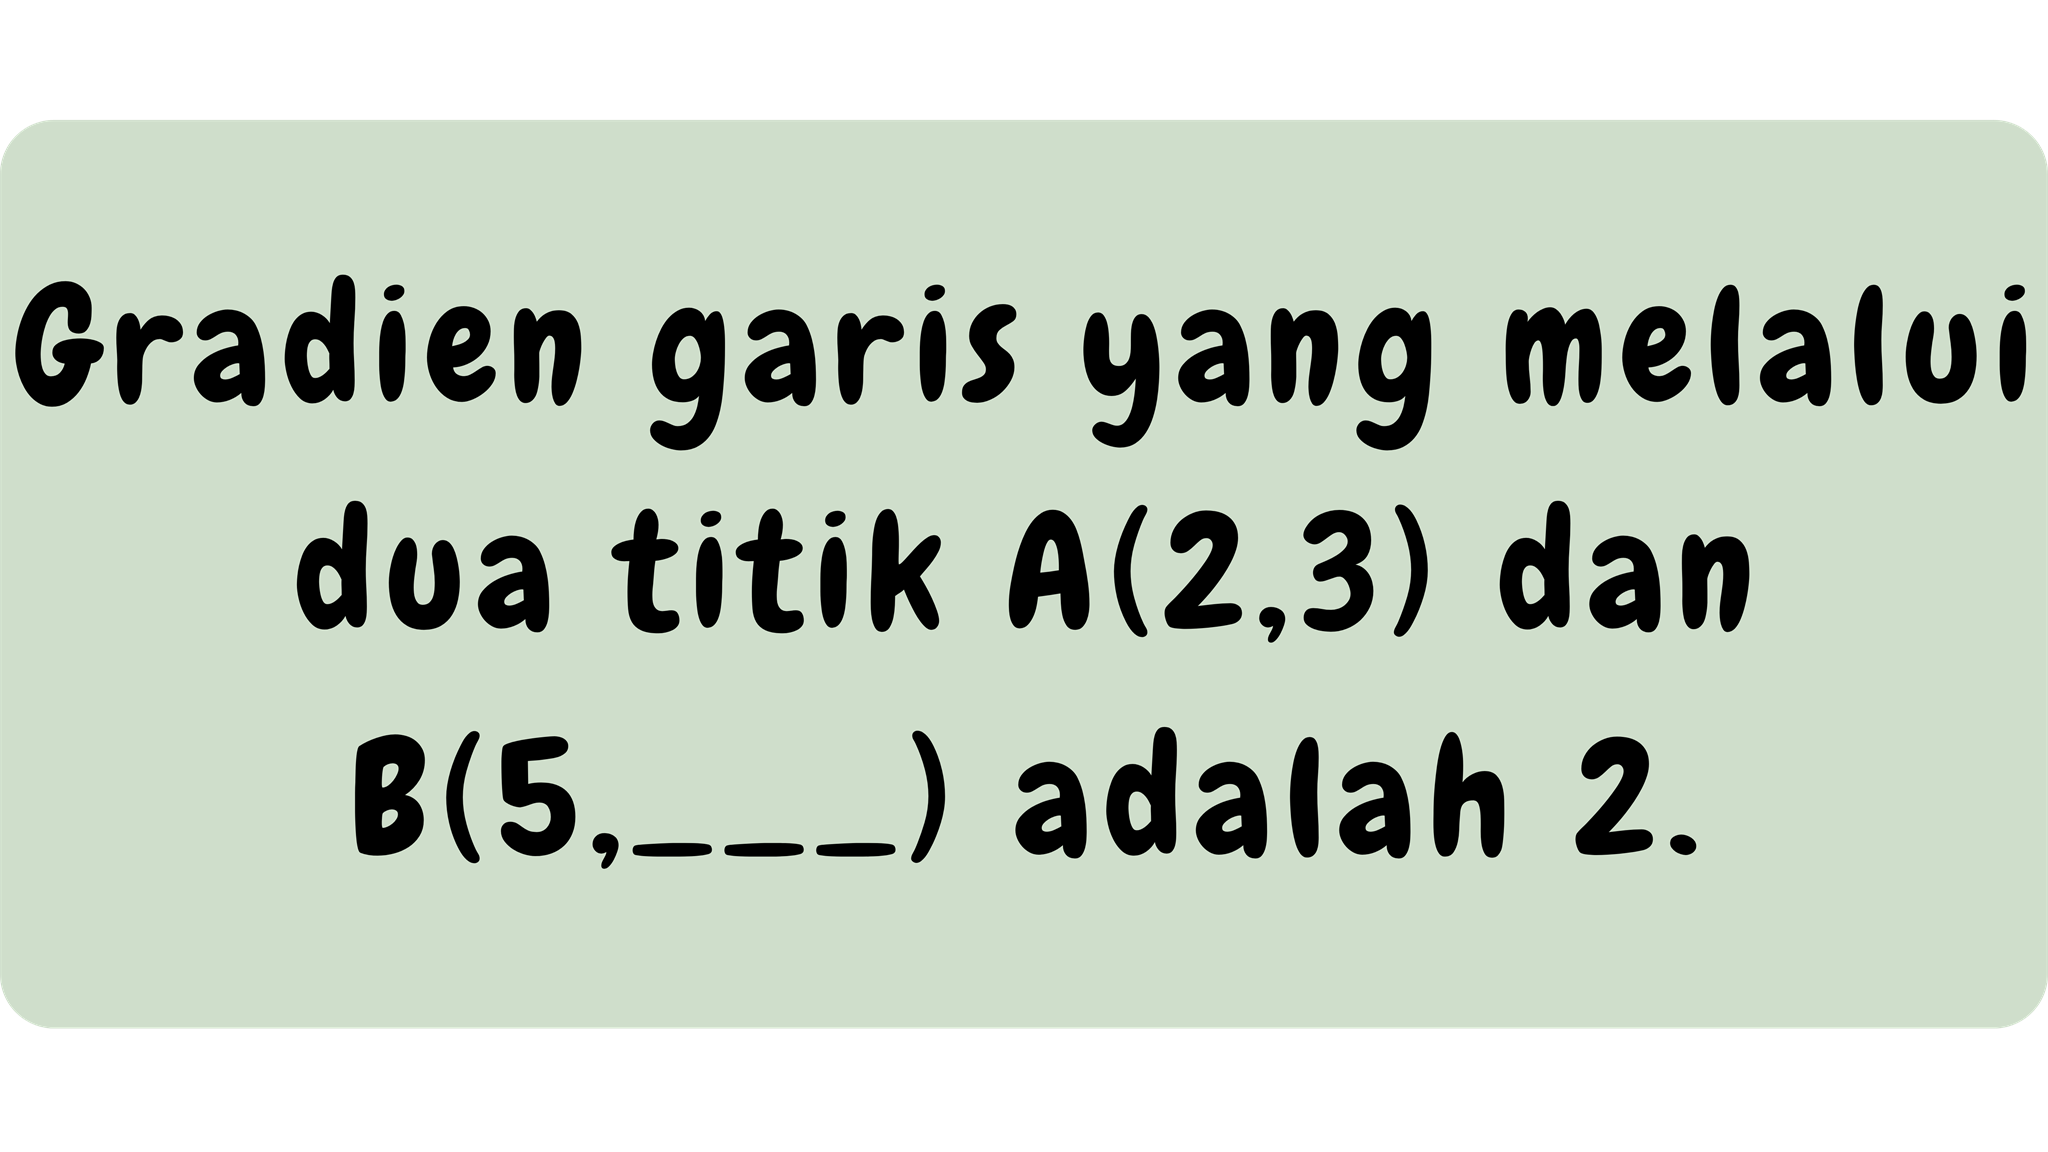 Gradien garis yang melalui
dua titik A(2,3) dan
B(5,___) adalah 2.